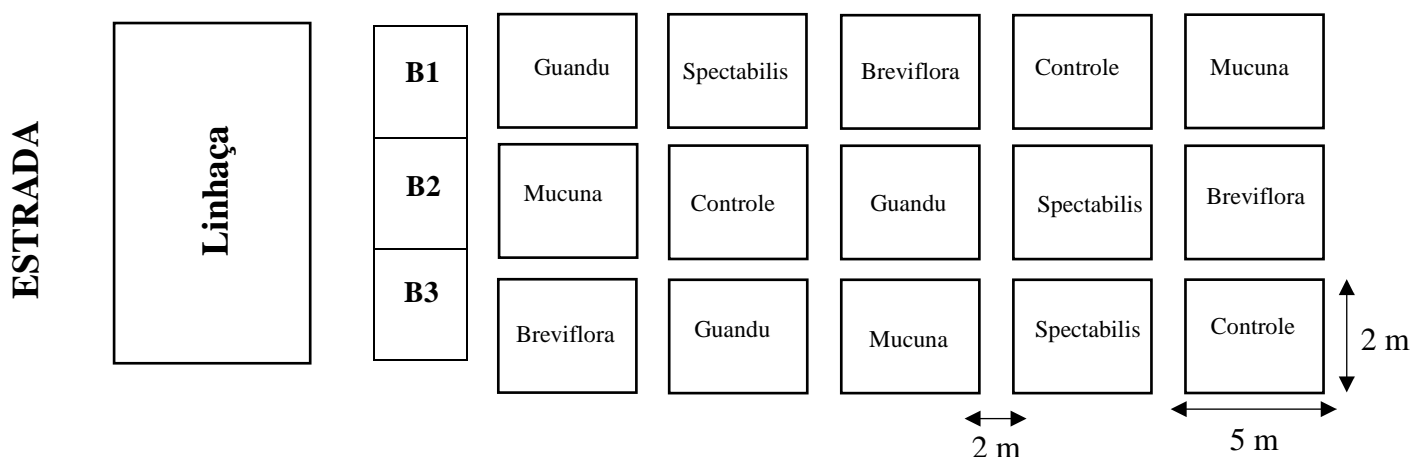 ESTRADA
Linhaça
B1
Guandu
Spectabilis
Breviflora
Controle
Mucuna
B2
Mucuna
Controle
Guandu
Spectabilis
Breviflora
B3
Breviflora
Guandu
Mucuna
Spectabilis
Controle
2 m
2 m
5 m